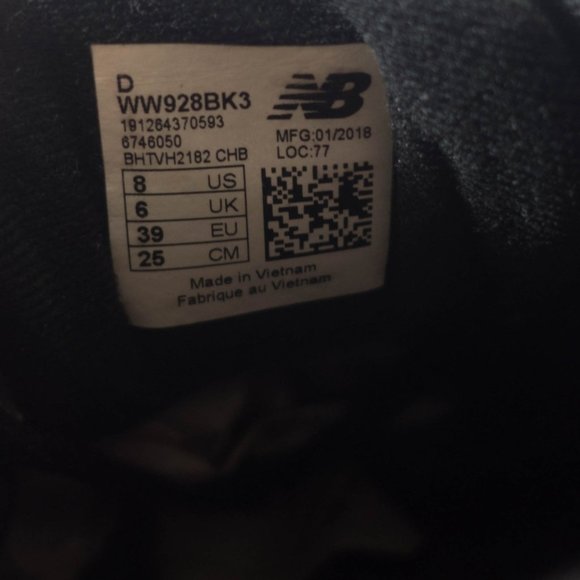 D
WW928BK3
191264370593
6746050
BHTVH2182 CHB
NB
MFG:01/2018
LOC:77
8 US
6 UK
39 EU
25 CM
Made in Vietnam
Fabrique au Vietnam